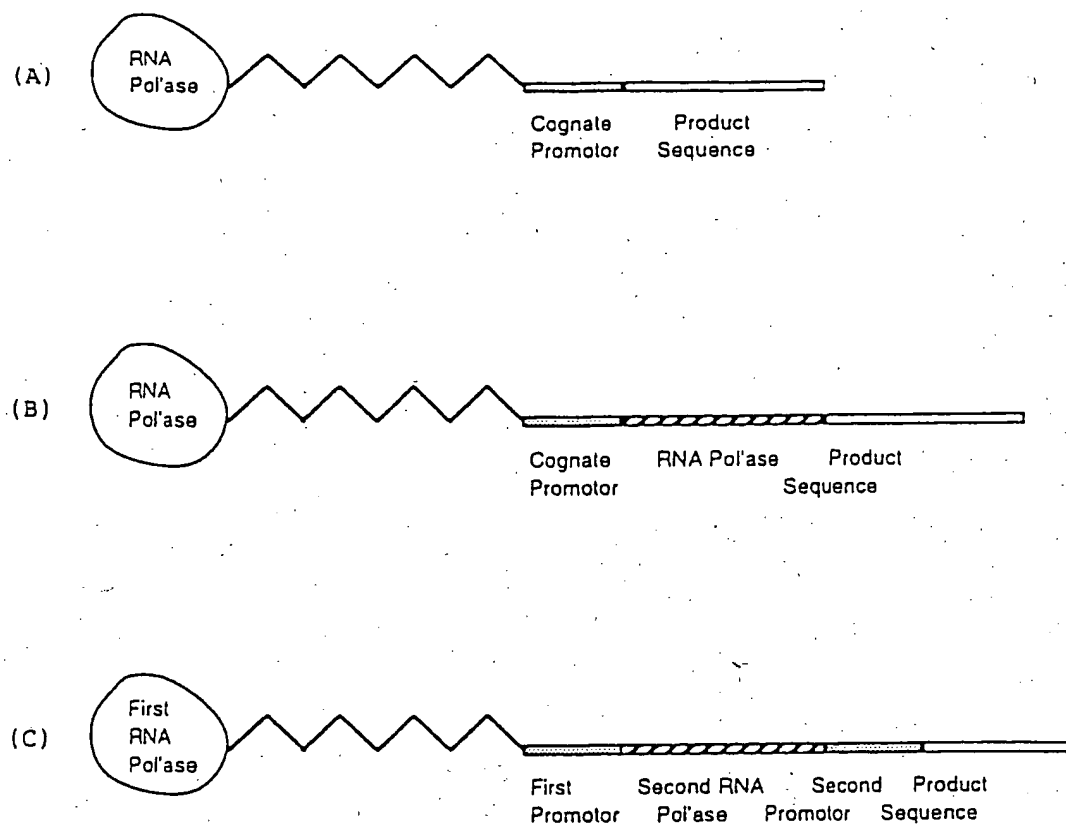 (A)
RNA
Pol'ase
Cognate Product
Promotor Sequence
(B)
RNA
Pol'ase
Cognate RNA Pol'ase Product
Promotor Sequence
(C)
First
RNA
Pol'ase
First Second RNA Second Product
Promotor Pol'ase Promotor Sequence